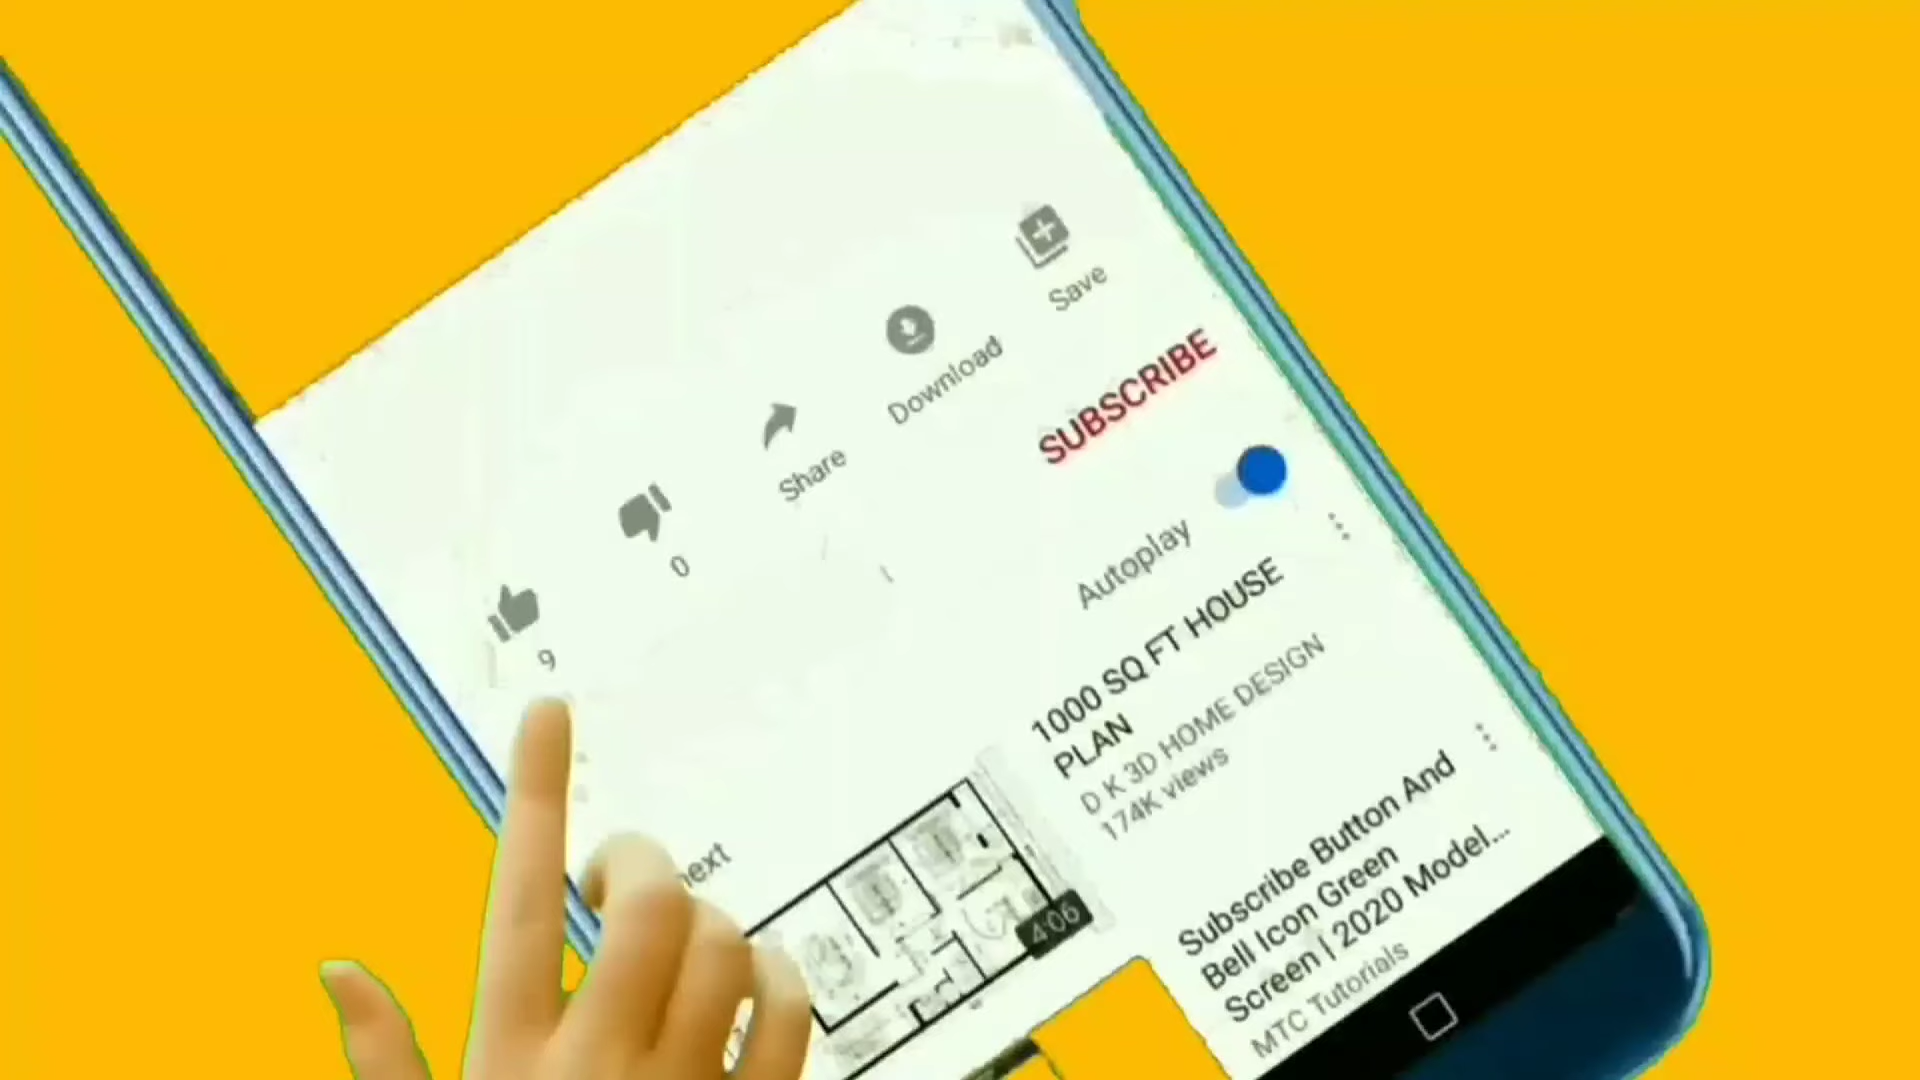 Save
Download
Share
0
9
SUBSCRIBE
Autoplay
next
1000 SQ FT HOUSE
PLAN
D K 3D HOME DESIGN
174K views
4:06
Subscribe Button And
Bell Icon Green
Screen | 2020 Model...
MTC Tutorials